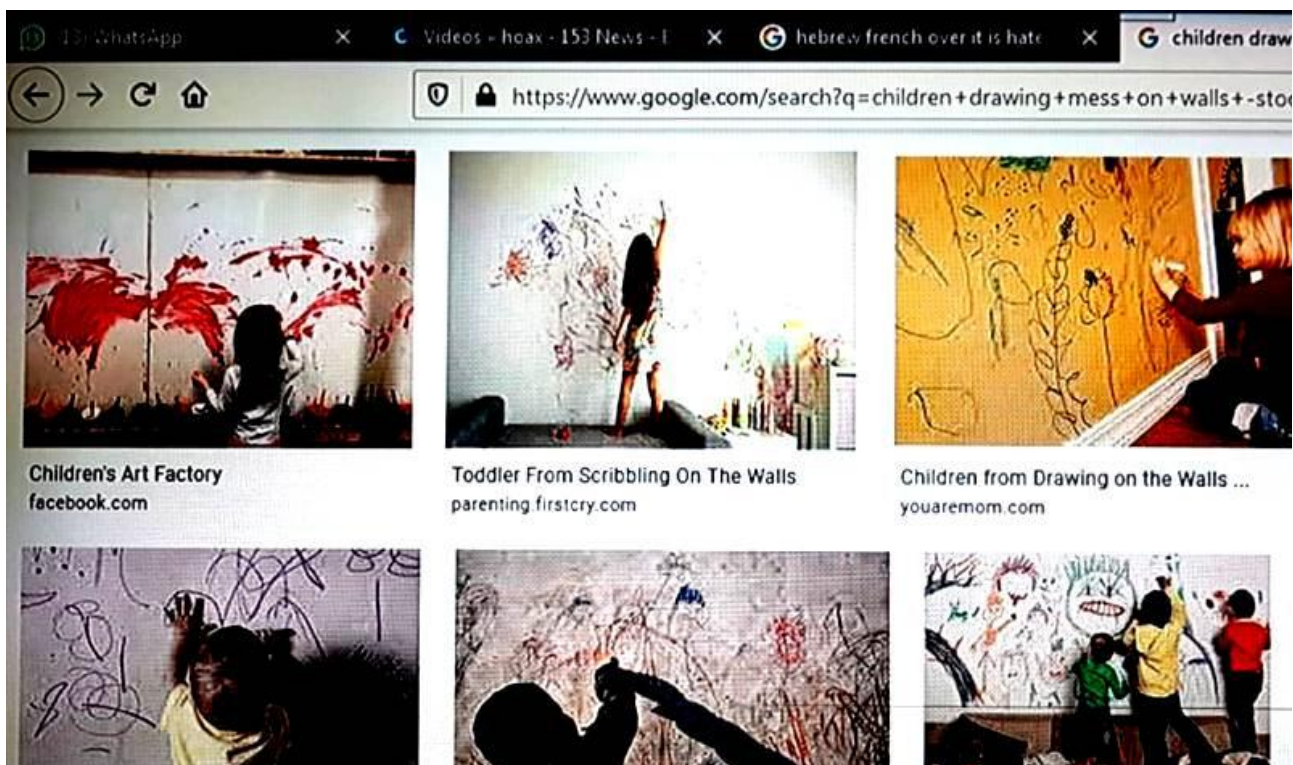 13) WhatsApp
Videos - hoax - 153 News - 
hebrew french over it is hate
children draw
https://www.google.com/search?q=children+drawing+mess+on+walls+-stoc
Children's Art Factory
facebook.com
Toddler From Scribbling On The Walls
parenting.firstcry.com
Children from Drawing on the Walls ...
youaremom.com